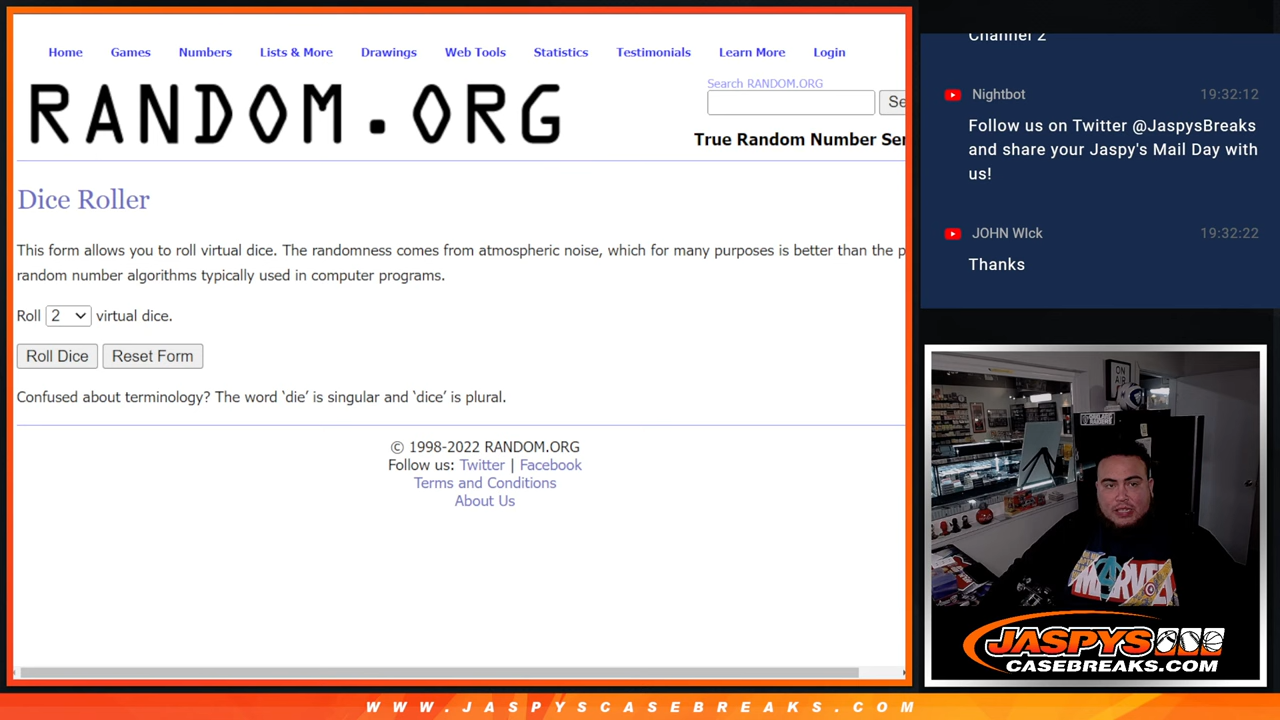 Home Games Numbers Lists & More Drawings Web Tools Statistics Testimonials Learn More Login
RANDOM.ORG
Search RANDOM.ORG
Se
True Random Number Ser
Dice Roller
This form allows you to roll virtual dice. The randomness comes from atmospheric noise, which for many purposes is better than the p
random number algorithms typically used in computer programs.
Roll 2 virtual dice.
Roll Dice Reset Form
Confused about terminology? The word ‘die’ is singular and ‘dice’ is plural.
© 1998-2022 RANDOM.ORG
Follow us: Twitter | Facebook
Terms and Conditions
About Us
Channel 2
Nightbot 19:32:12
Follow us on Twitter @JaspysBreaks
and share your Jaspy's Mail Day with
us!
JOHN WIck 19:32:22
Thanks
ON
AIR
MARVEL
JASPYS
CASEBREAKS.COM
WWW.JASPYSCASEBREAKS.COM